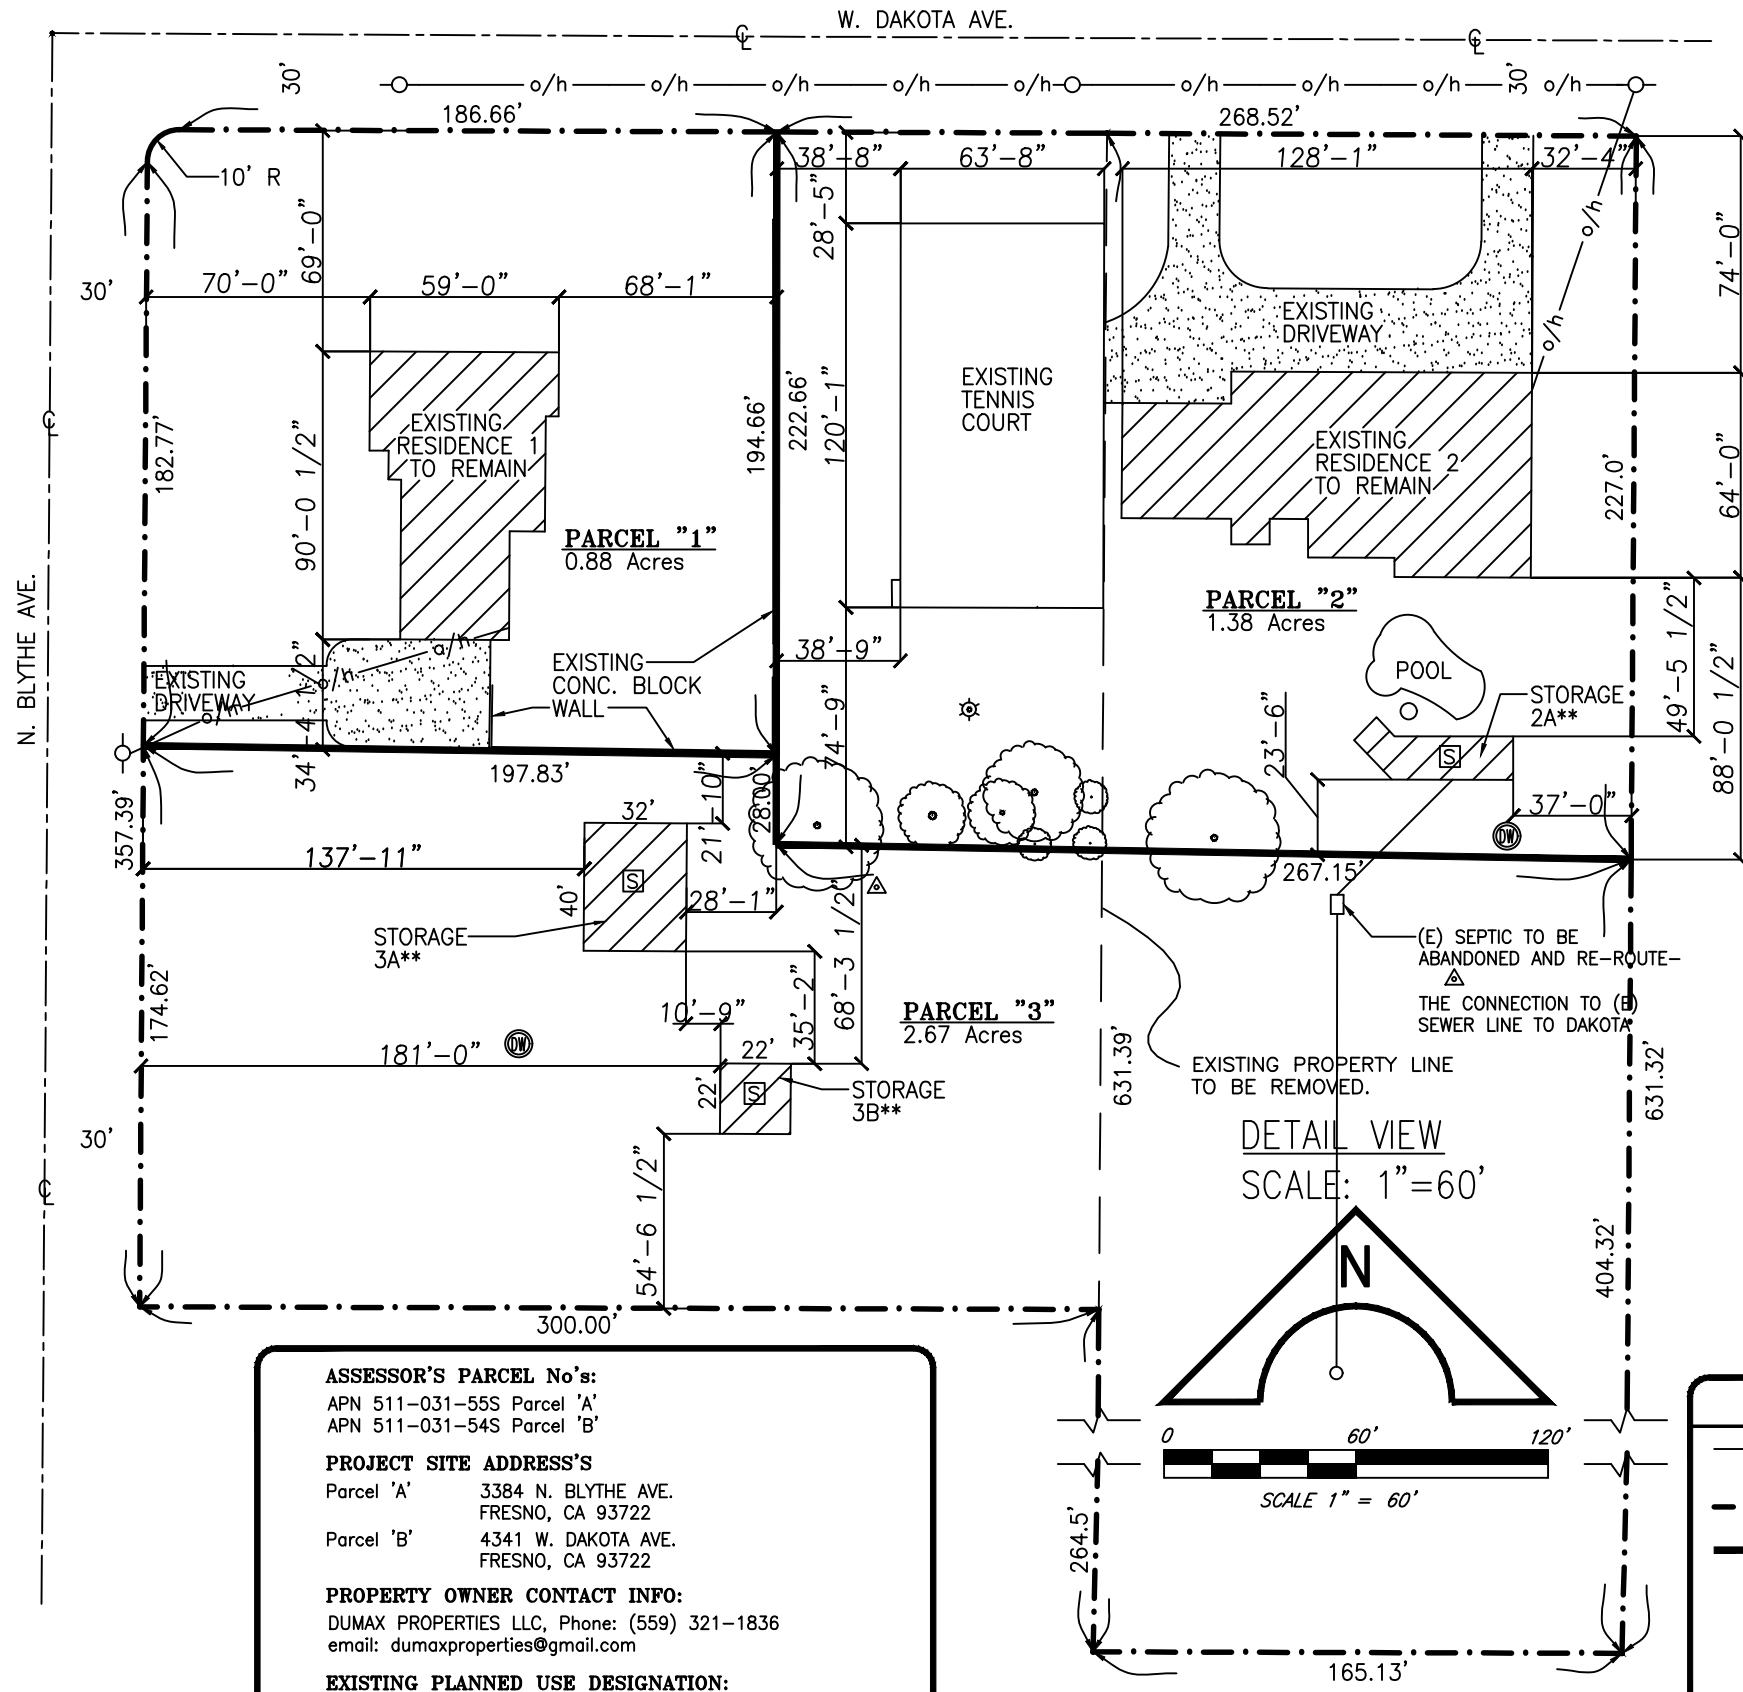 W. DAKOTA AVE.
℄ ℄
30' o/h o/h o/h o/h o/h o/h o/h o/h 30' o/h
186.66' 268.52'
10' R
38'-8" 63'-8" 128'-1" 32'-4"
69'-0"
28'-5"
o/h
o/h
74'-0"
30'
70'-0" 59'-0" 68'-1"
EXISTING
DRIVEWAY
EXISTING
TENNIS
COURT
℄
182.77'
90'-0 1/2"
EXISTING
RESIDENCE 1
TO REMAIN
194.66'
222.66'
120'-1"
EXISTING
RESIDENCE 2
TO REMAIN
227.0'
64'-0"
PARCEL "1"
0.88 Acres
N. BLYTHE AVE.
PARCEL "2"
1.38 Acres
49'-5 1/2"
88'-0 1/2"
38'-9"
EXISTING
CONC. BLOCK
WALL
EXISTING
DRIVEWAY
o/h
o/h
o/h
34'-4 1/2"
POOL
STORAGE
2A**
S
74'-9"
23'-6"
37'-0"
DW
197.83'
21'-10"
28.00'
357.39'
32'
137'-11"
S
40'
28'-1"
267.15'
STORAGE
3A**
68'-3 1/2"
35'-2"
(E) SEPTIC TO BE
ABANDONED AND RE-ROUTE-
THE CONNECTION TO (E)
SEWER LINE TO DAKOTA
174.62'
10'-9"
PARCEL "3"
2.67 Acres
DW
181'-0"
22'
22'
S
STORAGE
3B**
631.39'
EXISTING PROPERTY LINE
TO BE REMOVED.
631.32'
30'
℄
54'-6 1/2"
DETAIL VIEW
SCALE: 1"=60'
N
404.32'
300.00'
0 60' 120'
SCALE 1" = 60'
264.5'
165.13'
ASSESSOR'S PARCEL No's:
APN 511-031-55S Parcel 'A'
APN 511-031-54S Parcel 'B'
PROJECT SITE ADDRESS'S
Parcel 'A' 3384 N. BLYTHE AVE.
FRESNO, CA 93722
Parcel 'B' 4341 W. DAKOTA AVE.
FRESNO, CA 93722
PROPERTY OWNER CONTACT INFO:
DUMAX PROPERTIES LLC, Phone: (559) 321-1836
email: dumaxproperties@gmail.com
EXISTING PLANNED USE DESIGNATION: